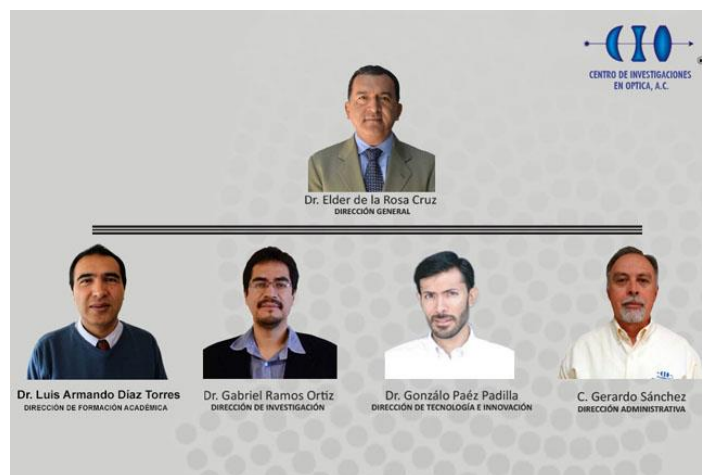 CIO
CENTRO DE INVESTIGACIONES
EN OPTICA, A.C.
Dr. Elder de la Rosa Cruz
DIRECCIÓN GENERAL
Dr. Luis Armando Díaz Torres
DIRECCIÓN DE FORMACIÓN ACADÉMICA
Dr. Gabriel Ramos Ortiz
DIRECCIÓN DE INVESTIGACIÓN
Dr. Gonzálo Paéz Padilla
DIRECCIÓN DE TECNOLOGÍA E INNOVACIÓN
C. Gerardo Sánchez
DIRECCIÓN ADMINISTRATIVA